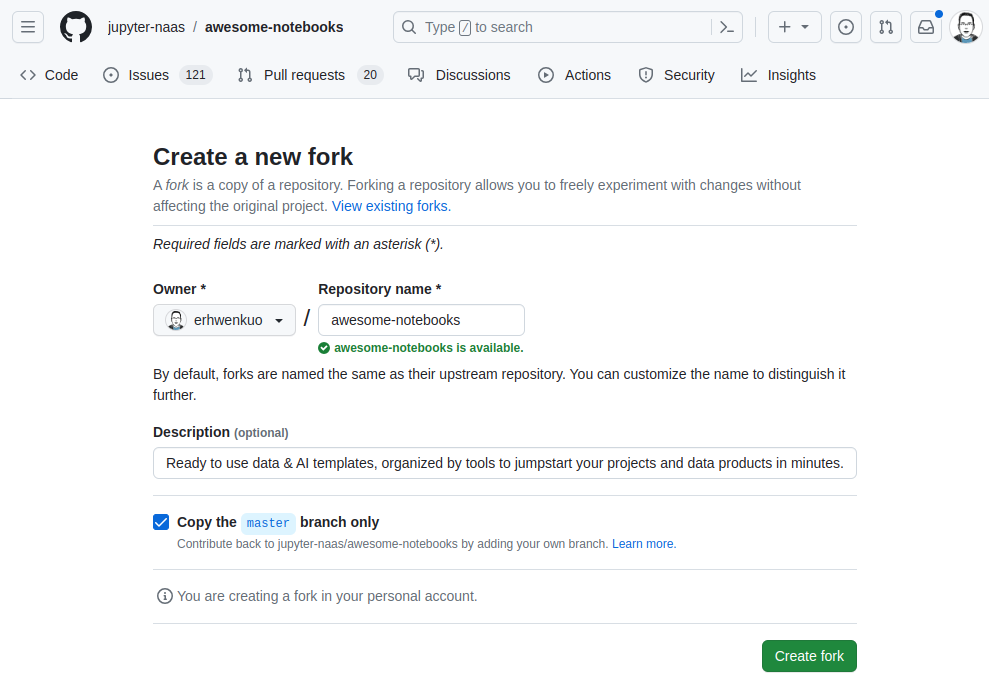 jupyter-naas / awesome-notebooks
Type / to search
Code
Issues 121
Pull requests 20
Discussions
Actions
Security
Insights
Create a new fork
A fork is a copy of a repository. Forking a repository allows you to freely experiment with changes without
affecting the original project. View existing forks.
Required fields are marked with an asterisk (*).
Owner *
Repository name *
erhwenkuo / awesome-notebooks
awesome-notebooks is available.
By default, forks are named the same as their upstream repository. You can customize the name to distinguish it
further.
Description (optional)
Ready to use data & AI templates, organized by tools to jumpstart your projects and data products in minutes.
Copy the master branch only
Contribute back to jupyter-naas/awesome-notebooks by adding your own branch. Learn more.
You are creating a fork in your personal account.
Create fork